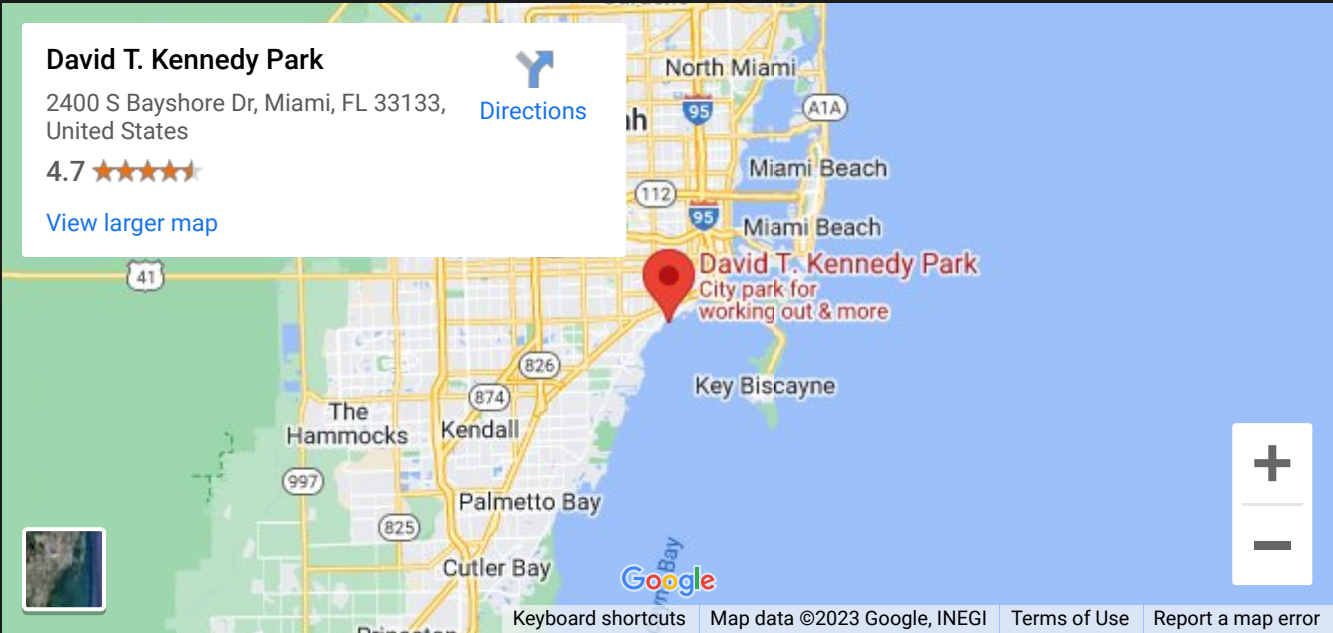 David T. Kennedy Park
2400 S Bayshore Dr, Miami, FL 33133,
United States
4.7
View larger map
Directions
North Miami
95
A1A
Miami Beach
112
95
Miami Beach
41
David T. Kennedy Park
City park for
working out & more
826
Key Biscayne
874
The
Hammocks
Kendall
997
Palmetto Bay
825
Cutler Bay
Bay
Google
Keyboard shortcuts
Map data ©2023 Google, INEGI
Terms of Use
Report a map error